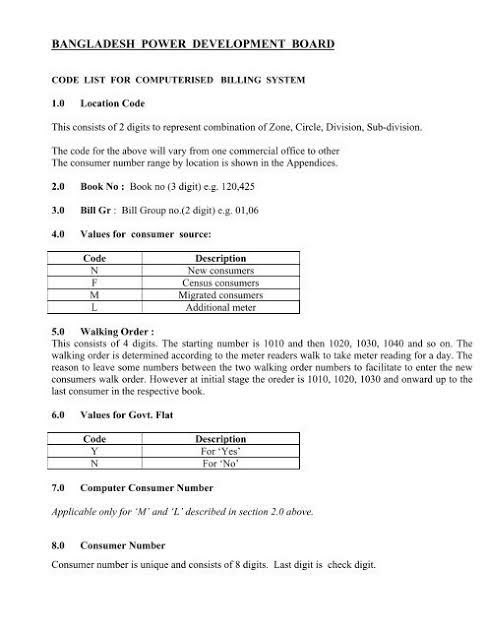 BANGLADESH POWER DEVELOPMENT BOARD
CODE LIST FOR COMPUTERISED BILLING SYSTEM
1.0 Location Code
This consists of 2 digits to represent combination of Zone, Circle, Division, Sub-division.
The code for the above will vary from one commercial office to other
The consumer number range by location is shown in the Appendices.
2.0 Book No : Book no (3 digit) e.g. 120,425
3.0 Bill Gr : Bill Group no.(2 digit) e.g. 01,06
4.0 Values for consumer source:
Code Description
N New consumers
F Census consumers
M Migrated consumers
L Additional meter
5.0 Walking Order :
This consists of 4 digits. The starting number is 1010 and then 1020, 1030, 1040 and so on. The
walking order is determined according to the meter readers walk to take meter reading for a day. The
reason to leave some numbers between the two walking order numbers to facilitate to enter the new
consumers walk order. However at initial stage the oreder is 1010, 1020, 1030 and onward up to the
last consumer in the respective book.
6.0 Values for Govt. Flat
Code Description
Y For ‘Yes’
N For ‘No’
7.0 Computer Consumer Number
Applicable only for ‘M’ and ‘L’ described in section 2.0 above.
8.0 Consumer Number
Consumer number is unique and consists of 8 digits. Last digit is check digit.